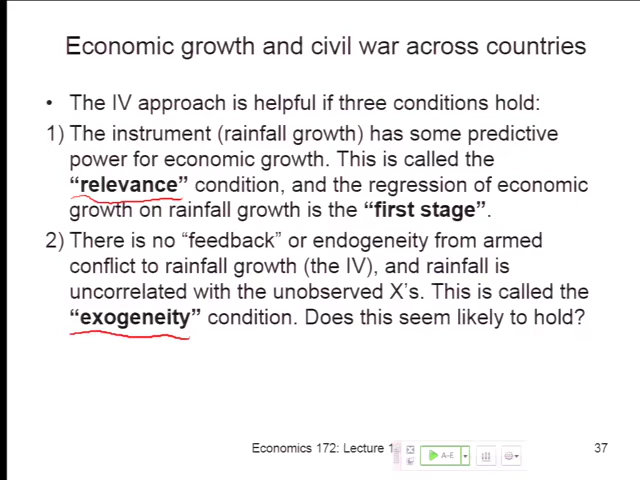 Economic growth and civil war across countries
• The IV approach is helpful if three conditions hold:
1) The instrument (rainfall growth) has some predictive
power for economic growth. This is called the
“relevance” condition, and the regression of economic
growth on rainfall growth is the “first stage”.
2) There is no “feedback” or endogeneity from armed
conflict to rainfall growth (the IV), and rainfall is
uncorrelated with the unobserved X’s. This is called the
“exogeneity” condition. Does this seem likely to hold?
Economics 172: Lecture 1
A-E
37